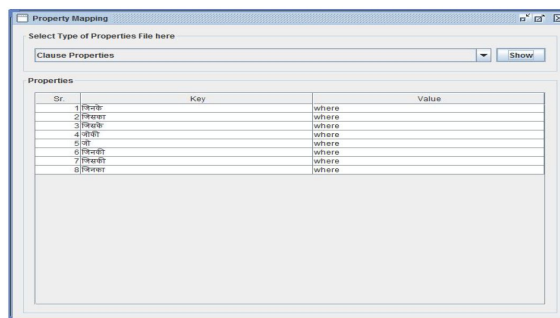 Property Mapping
Select Type of Properties File here
Clause Properties Show
Properties
Sr. Key Value
1 जिनके where
2 जिसका where
3 जिसके where
4 जोकी where
5 जो where
6 जिनकी where
7 जिसकी where
8 जिनका where